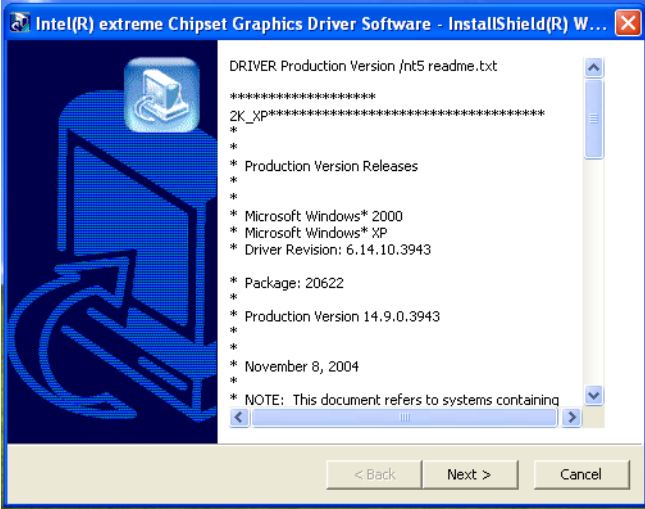 Intel(R) extreme Chipset Graphics Driver Software - InstallShield(R) W...
DRIVER Production Version /nt5 readme.txt
*******************
2K_XP************************************
*
*
* Production Version Releases
*
*
* Microsoft Windows* 2000
* Microsoft Windows* XP
* Driver Revision: 6.14.10.3943
* Package: 20622
*
* Production Version 14.9.0.3943
*
*
* November 8, 2004
*
* NOTE: This document refers to systems containing
< Back
Next >
Cancel